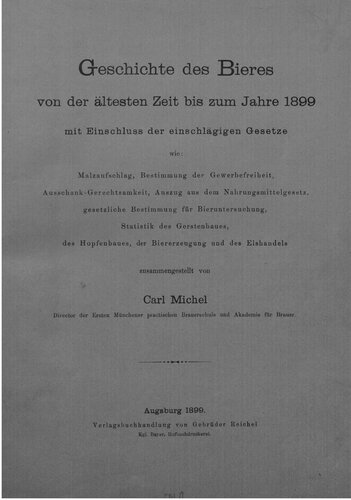 Geschichte des Bieres
von der ältesten Zeit bis zum Jahre 1899
mit Einschluss der einschlägigen Gesetze
wie:
Malzaufschlag, Bestimmung der Gewerbefreiheit,
Ausschank-Gerechtsamkeit, Auszug aus dem Nahrungsmittelgesetz,
gesetzliche Bestimmung für Bieruntersuchung,
Statistik des Gerstenbaues,
des Hopfenbaues, der Biererzeugung und des Eishandels
zusammengestellt von
Carl Michel
Director der Ersten Münchener practischen Brauerschule und Akademie für Brauer.
Augsburg 1899.
Verlagsbuchhandlung von Gebrüder Reichel
Kgl. Bayer. Hofbuchdruckerei.